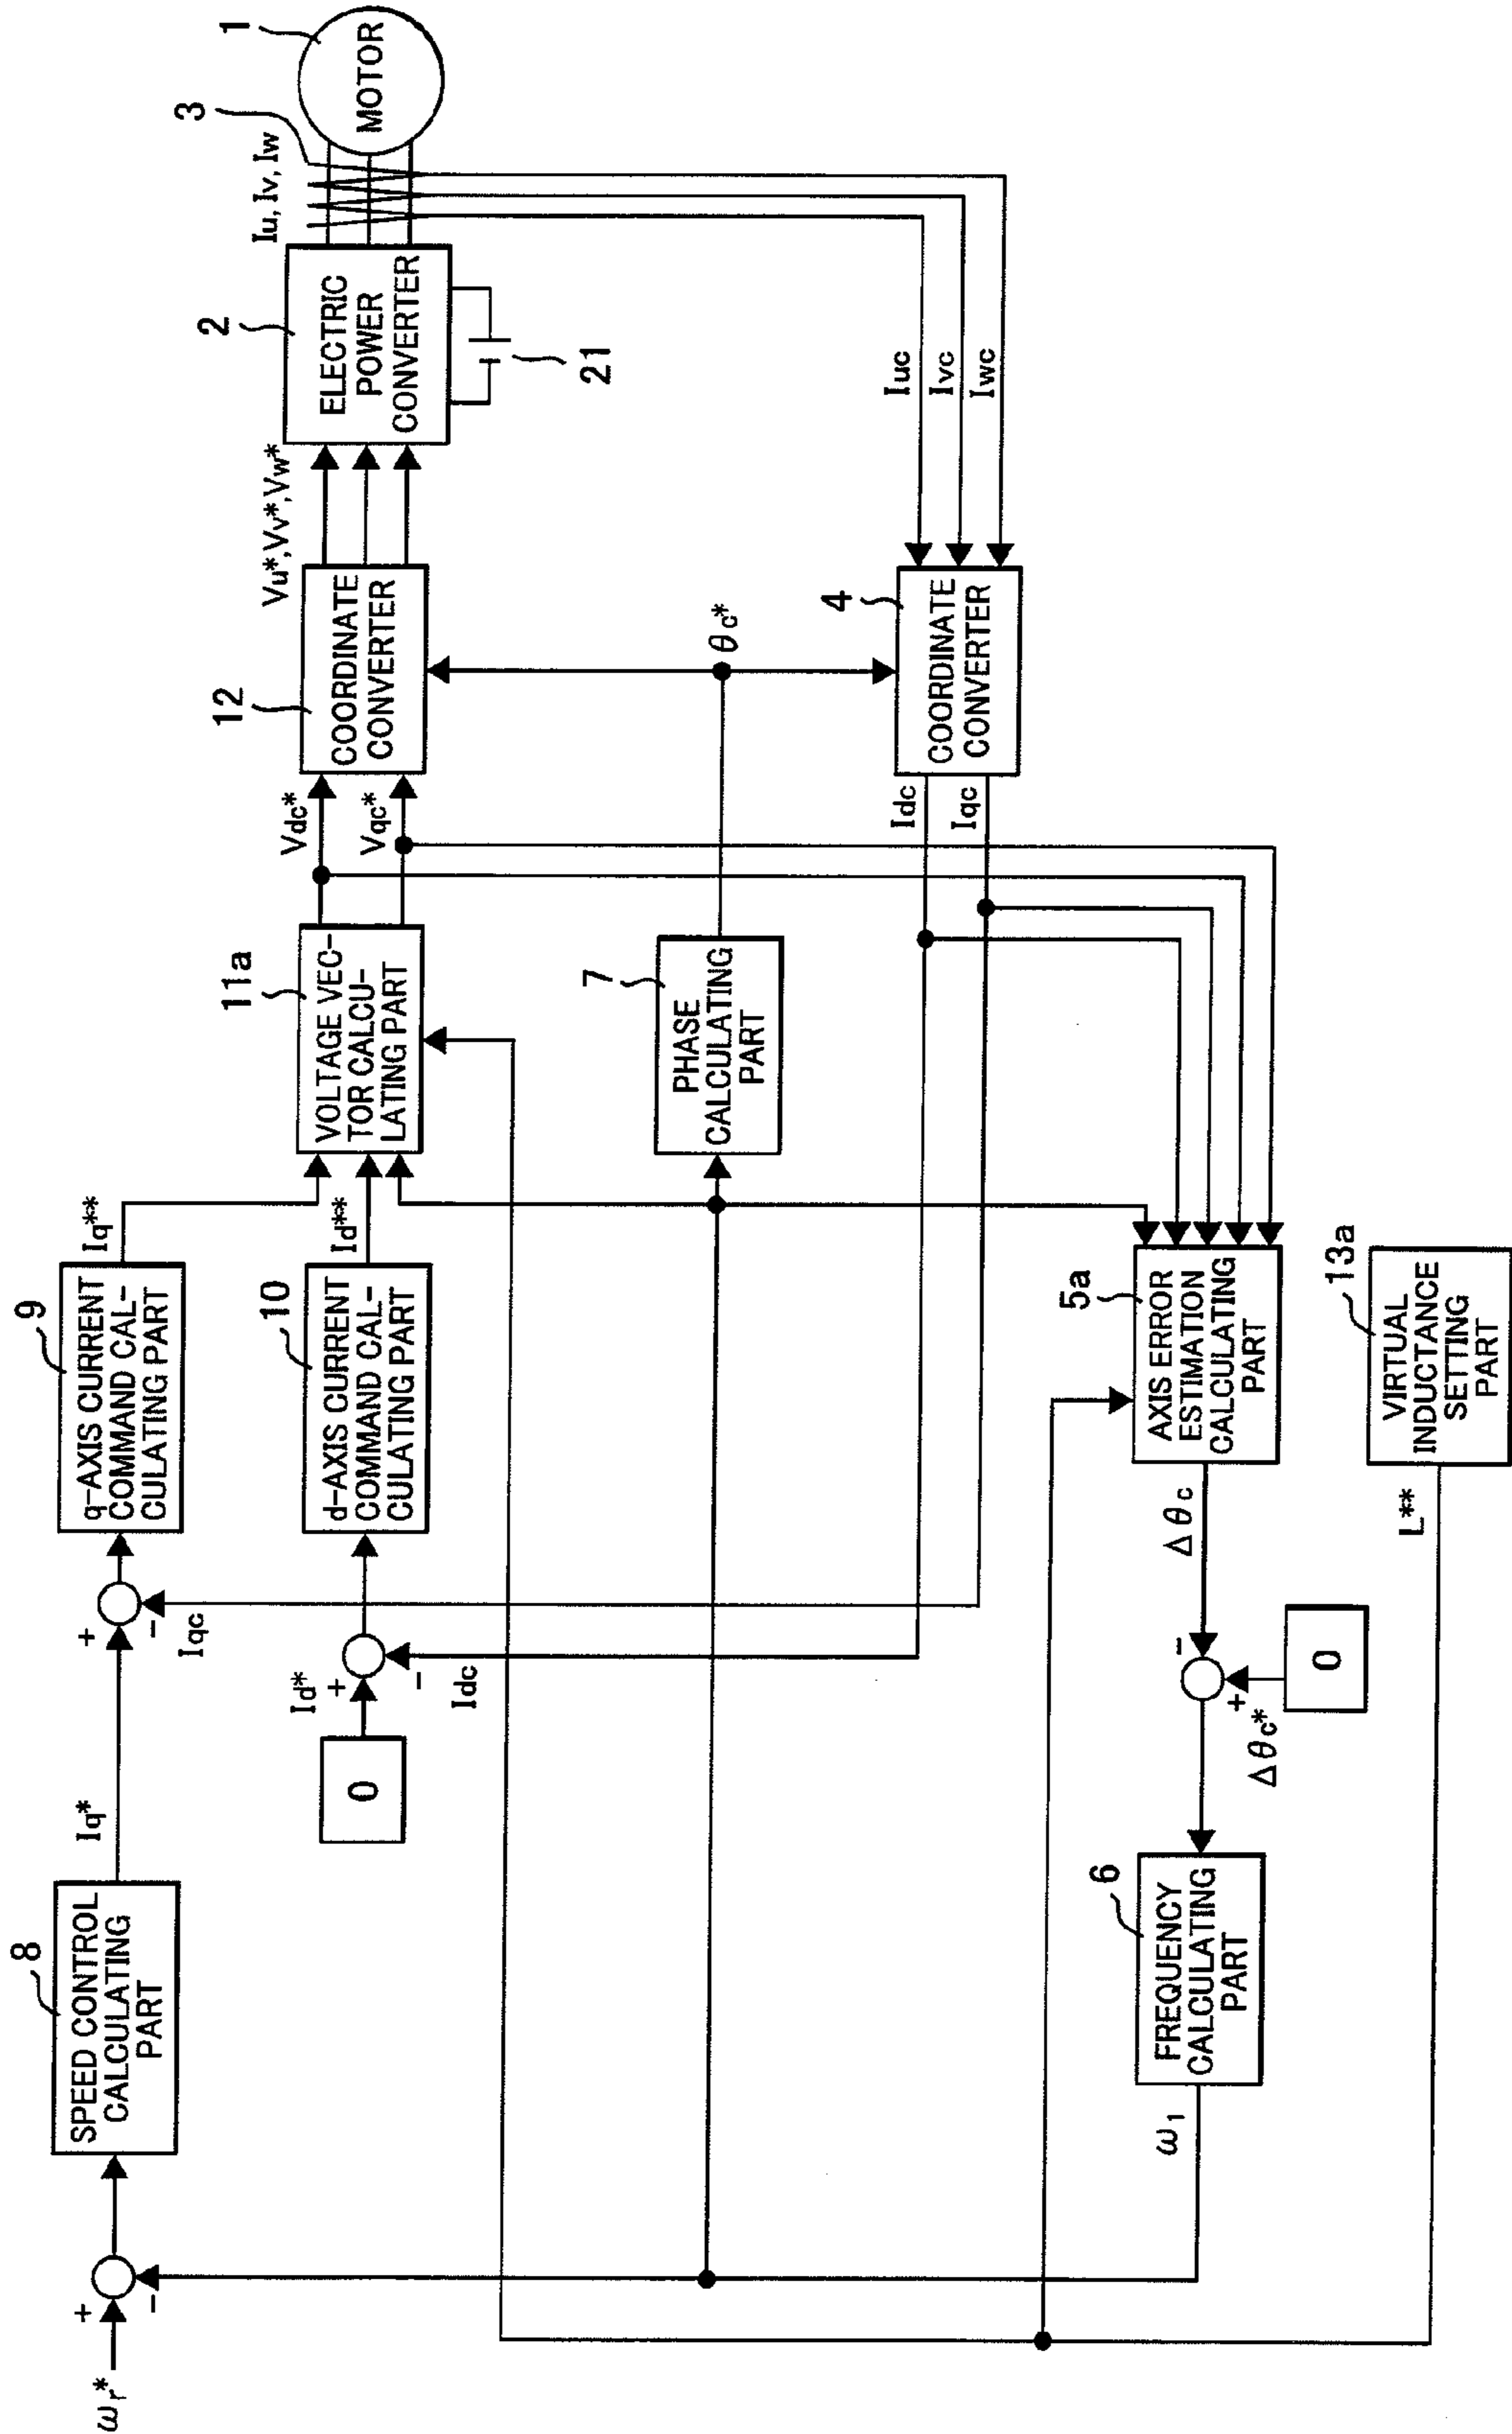 ωr*
+
-
8
SPEED CONTROL
CALCULATING
PART
Iq*
+
-
Iqc
9
q-AXIS CURRENT
COMMAND CAL-
CULATING PART
Iq**
0
Id*
+
-
Idc
10
d-AXIS CURRENT
COMMAND CAL-
CULATING PART
Id**
11a
VOLTAGE VEC-
TOR CALCU-
LATING PART
Vdc*
Vqc*
12
COORDINATE
CONVERTER
Vu*,Vv*,Vw*
2
ELECTRIC
POWER
CONVERTER
21
Iu, Iv, Iw
3
1
MOTOR
7
PHASE
CALCULATING
PART
θc*
4
COORDINATE
CONVERTER
Idc
Iqc
Iuc
Ivc
Iwc
ω1
6
FREQUENCY
CALCULATING
PART
-
+
Δθc*
0
Δθc
5a
AXIS ERROR
ESTIMATION
CALCULATING
PART
L**
13a
VIRTUAL
INDUCTANCE
SETTING
PART